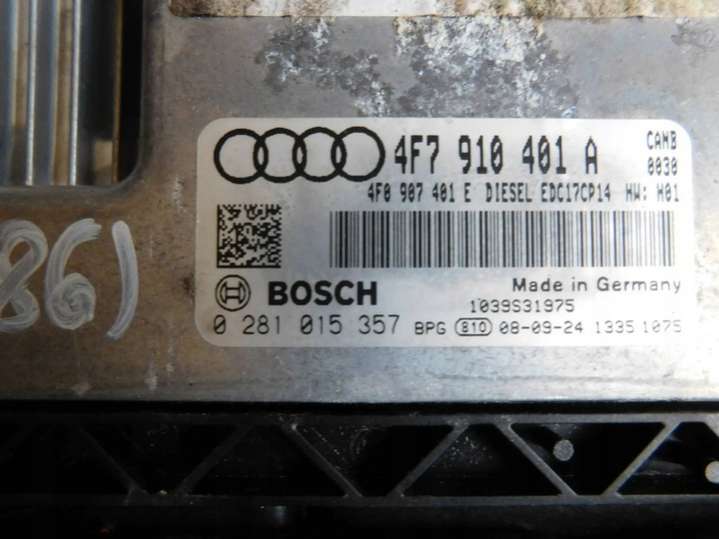 4F7 910 401 A CAMB
0030
4F0 907 401 E DIESEL EDC17CP14 HW: H01
Made in Germany
BOSCH
1039S31975
0 281 015 357 BPG 810 08-09-24 1335 1075
861